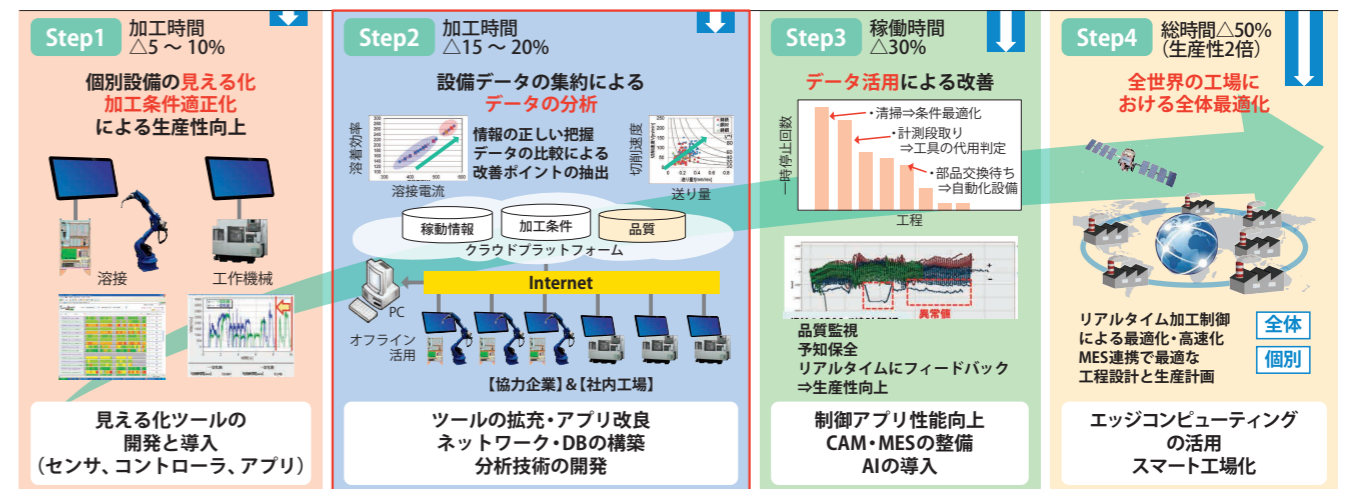 Step1
加工時間
△5 ～ 10%
個別設備の見える化
加工条件適正化
による生産性向上
溶接
工作機械
見える化ツールの
開発と導入
（センサ、コントローラ、アプリ）
Step2
加工時間
△15 ～ 20%
設備データの集約による
データの分析
溶着効率
溶接電流
情報の正しい把握
データの比較による
改善ポイントの抽出
切削速度
送り量
稼動情報
加工条件
品質
クラウドプラットフォーム
Internet
PC
オフライン
活用
【協力企業】&【社内工場】
ツールの拡充・アプリ改良
ネットワーク・DBの構築
分析技術の開発
Step3
稼働時間
△30%
データ活用による改善
一時停止回数
・清掃⇒条件最適化
・計測段取り
⇒工具の代用判定
・部品交換待ち
⇒自動化設備
工程
+
−
異常値
品質監視
予知保全
リアルタイムにフィードバック
⇒生産性向上
制御アプリ性能向上
CAM・MESの整備
AIの導入
Step4
総時間△50%
（生産性2倍）
全世界の工場に
おける全体最適化
リアルタイム加工制御
による最適化・高速化
MES連携で最適な
工程設計と生産計画
全体
個別
エッジコンピューティング
の活用
スマート工場化